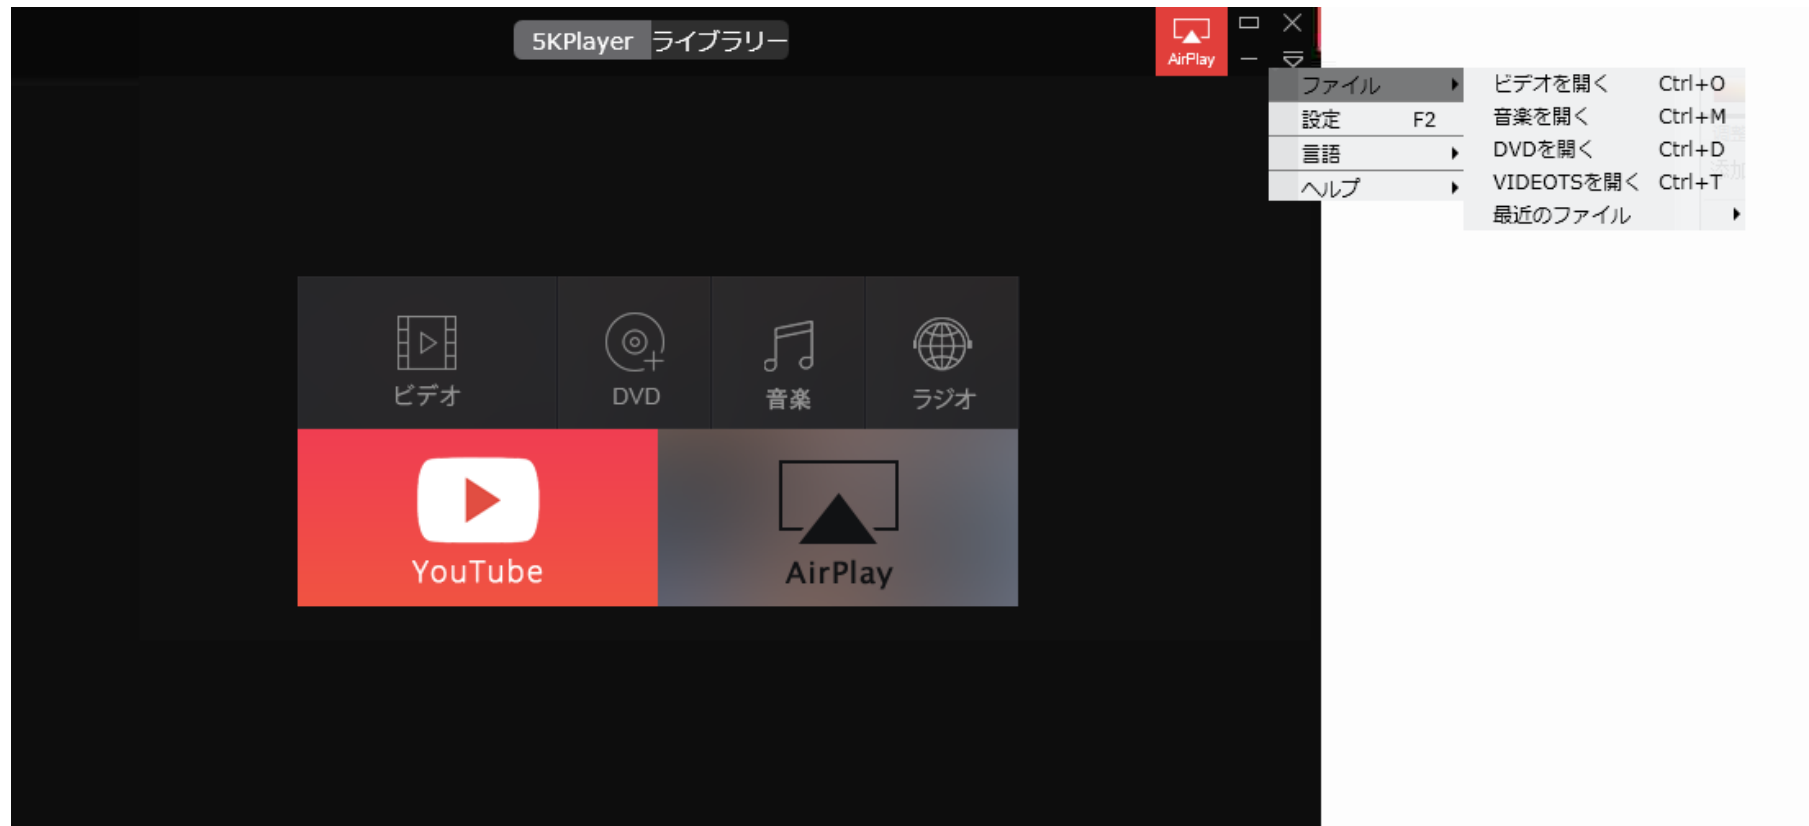 5KPlayer ライブラリー
AirPlay
ファイル
設定 F2
言語
ヘルプ
ビデオを開く Ctrl+O
音楽を開く Ctrl+M
DVDを開く Ctrl+D
VIDEOTSを開く Ctrl+T
最近のファイル
ビデオ
DVD
音楽
ラジオ
YouTube
AirPlay